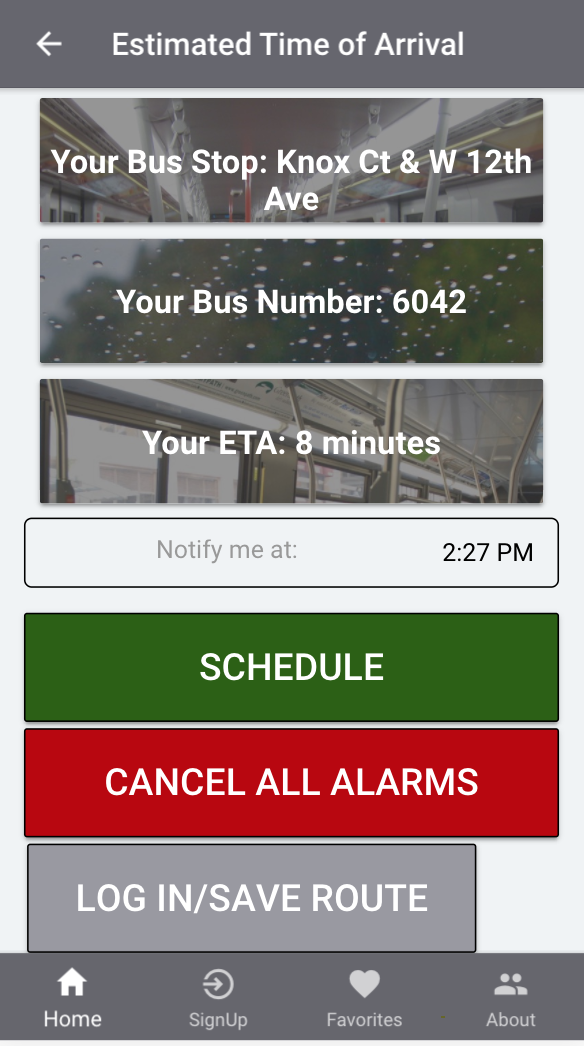 Estimated Time of Arrival
Your Bus Stop: Knox Ct & W 12th
Ave
Your Bus Number: 6042
Your ETA: 8 minutes
Notify me at: 2:27 PM
SCHEDULE
CANCEL ALL ALARMS
LOG IN/SAVE ROUTE
Home SignUp Favorites About